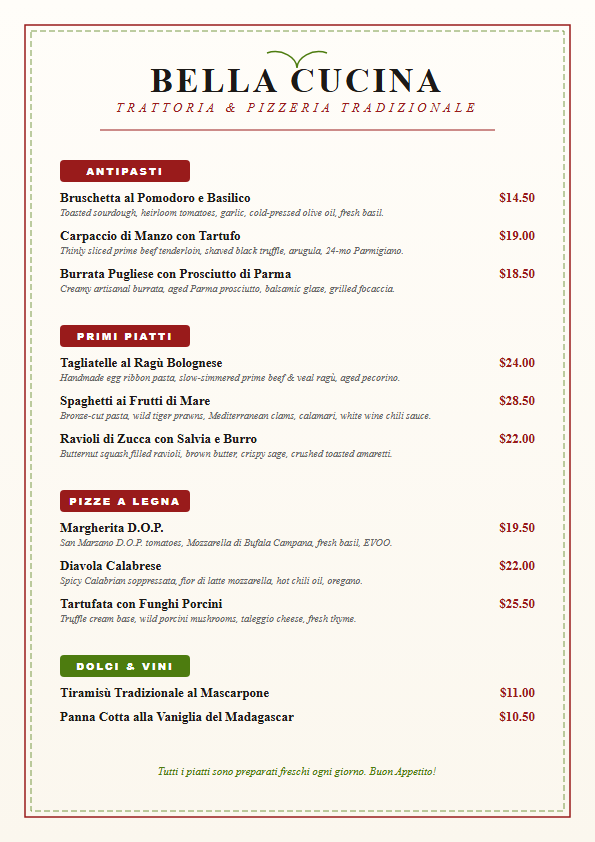 BELLA CUCINA
TRATTORIA & PIZZERIA TRADIZIONALE
ANTIPASTI
Bruschetta al Pomodoro e Basilico $14.50
Toasted sourdough, heirloom tomatoes, garlic, cold-pressed olive oil, fresh basil.
Carpaccio di Manzo con Tartufo $19.00
Thinly sliced prime beef tenderloin, shaved black truffle, arugula, 24-mo Parmigiano.
Burrata Pugliese con Prosciutto di Parma $18.50
Creamy artisanal burrata, aged Parma prosciutto, balsamic glaze, grilled focaccia.
PRIMI PIATTI
Tagliatelle al Ragù Bolognese $24.00
Handmade egg ribbon pasta, slow-simmered prime beef & veal ragù, aged pecorino.
Spaghetti ai Frutti di Mare $28.50
Bronze-cut pasta, wild tiger prawns, Mediterranean clams, calamari, white wine chili sauce.
Ravioli di Zucca con Salvia e Burro $22.00
Butternut squash filled ravioli, brown butter, crispy sage, crushed toasted amaretti.
PIZZE A LEGNA
Margherita D.O.P. $19.50
San Marzano D.O.P. tomatoes, Mozzarella di Bufala Campana, fresh basil, EVOO.
Diavola Calabrese $22.00
Spicy Calabrian soppressata, fior di latte mozzarella, hot chili oil, oregano.
Tartufata con Funghi Porcini $25.50
Truffle cream base, wild porcini mushrooms, taleggio cheese, fresh thyme.
DOLCI & VINI
Tiramisù Tradizionale al Mascarpone $11.00
Panna Cotta alla Vaniglia del Madagascar $10.50
Tutti i piatti sono preparati freschi ogni giorno. Buon Appetito!